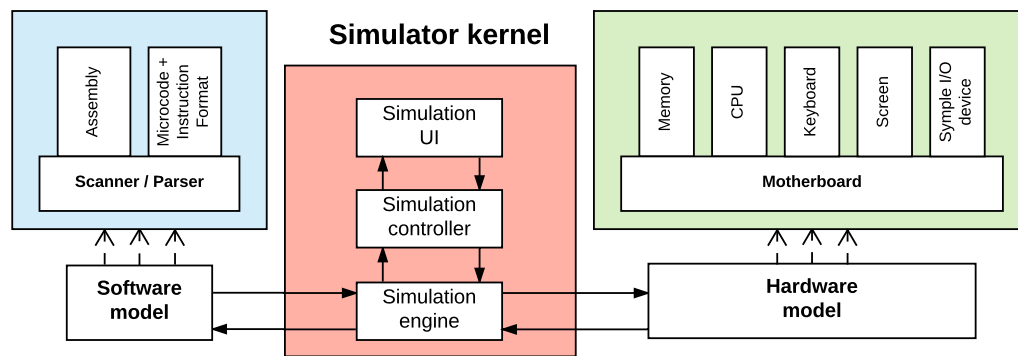 Simulator kernel
Assembly
Microcode +
Instruction
Format
Scanner / Parser
Simulation
UI
Simulation
controller
Simulation
engine
Memory
CPU
Keyboard
Screen
Symple I/O
device
Motherboard
Software
model
Hardware
model